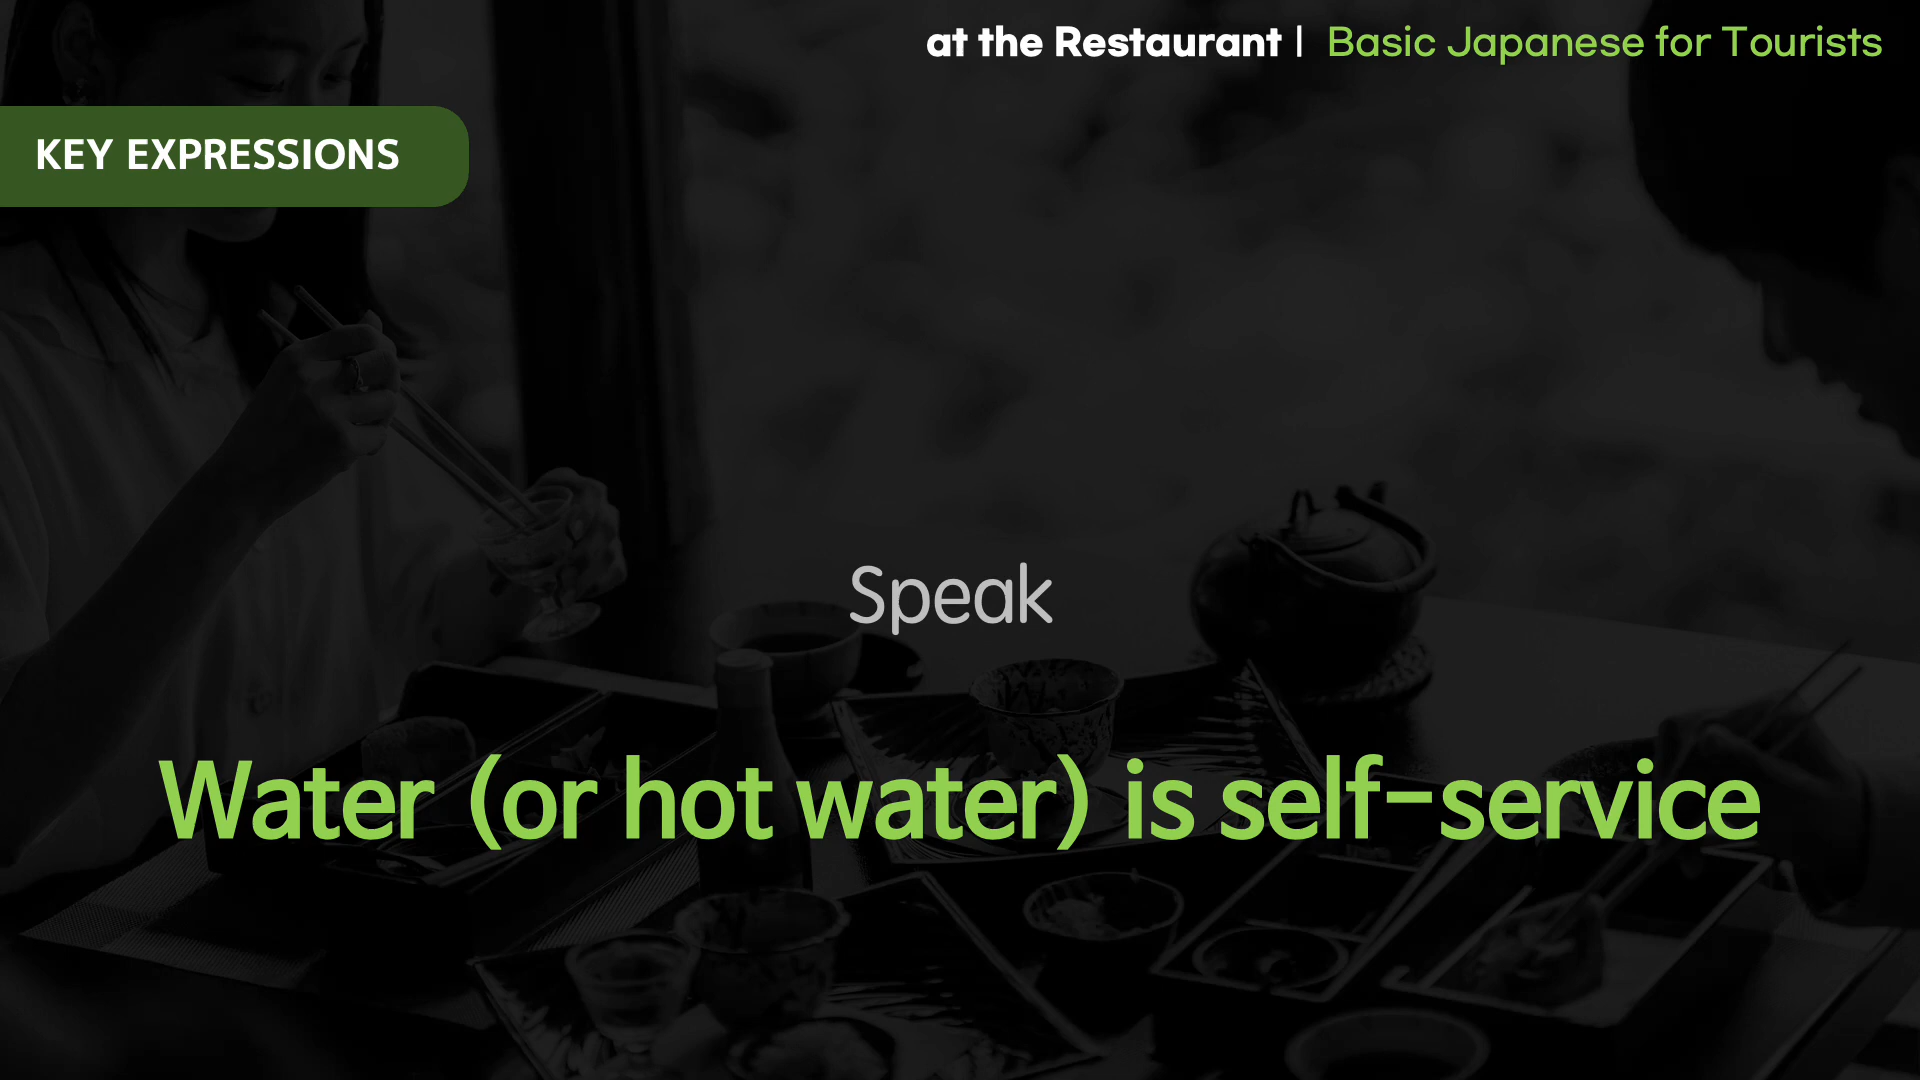 at the Restaurant | Basic Japanese for Tourists
KEY EXPRESSIONS
Speak
Water (or hot water) is self-service